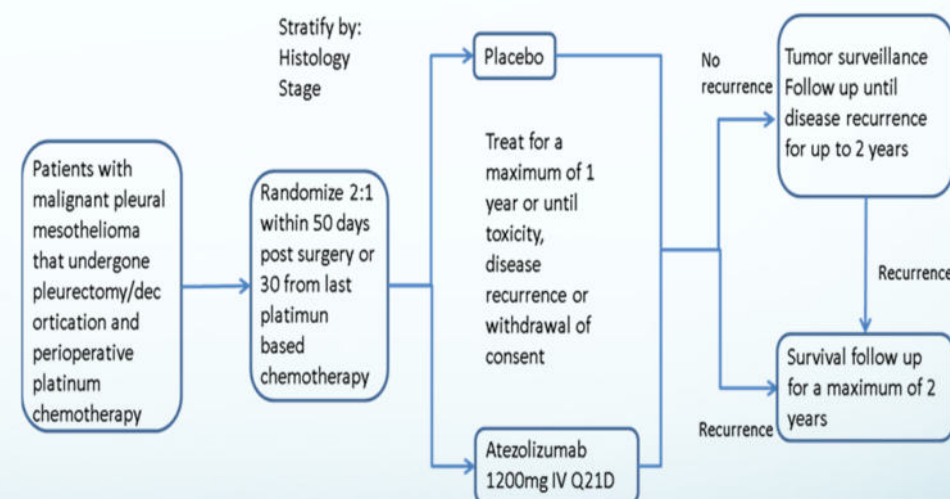 Stratify by:
Histology
Stage
Patients with
malignant pleural
mesothelioma
that undergone
pleurectomy/dec
ortication and
perioperative
platinum
chemotherapy
Randomize 2:1
within 50 days
post surgery or
30 from last
platimun
based
chemotherapy
Placebo
Treat for a
maximum of 1
year or until
toxicity,
disease
recurrence or
withdrawal of
consent
Atezolizumab
1200mg IV Q21D
No
recurrence
Tumor surveillance
Follow up until
disease recurrence
for up to 2 years
Recurrence
Recurrence
Survival follow up
for a maximum of 2
years